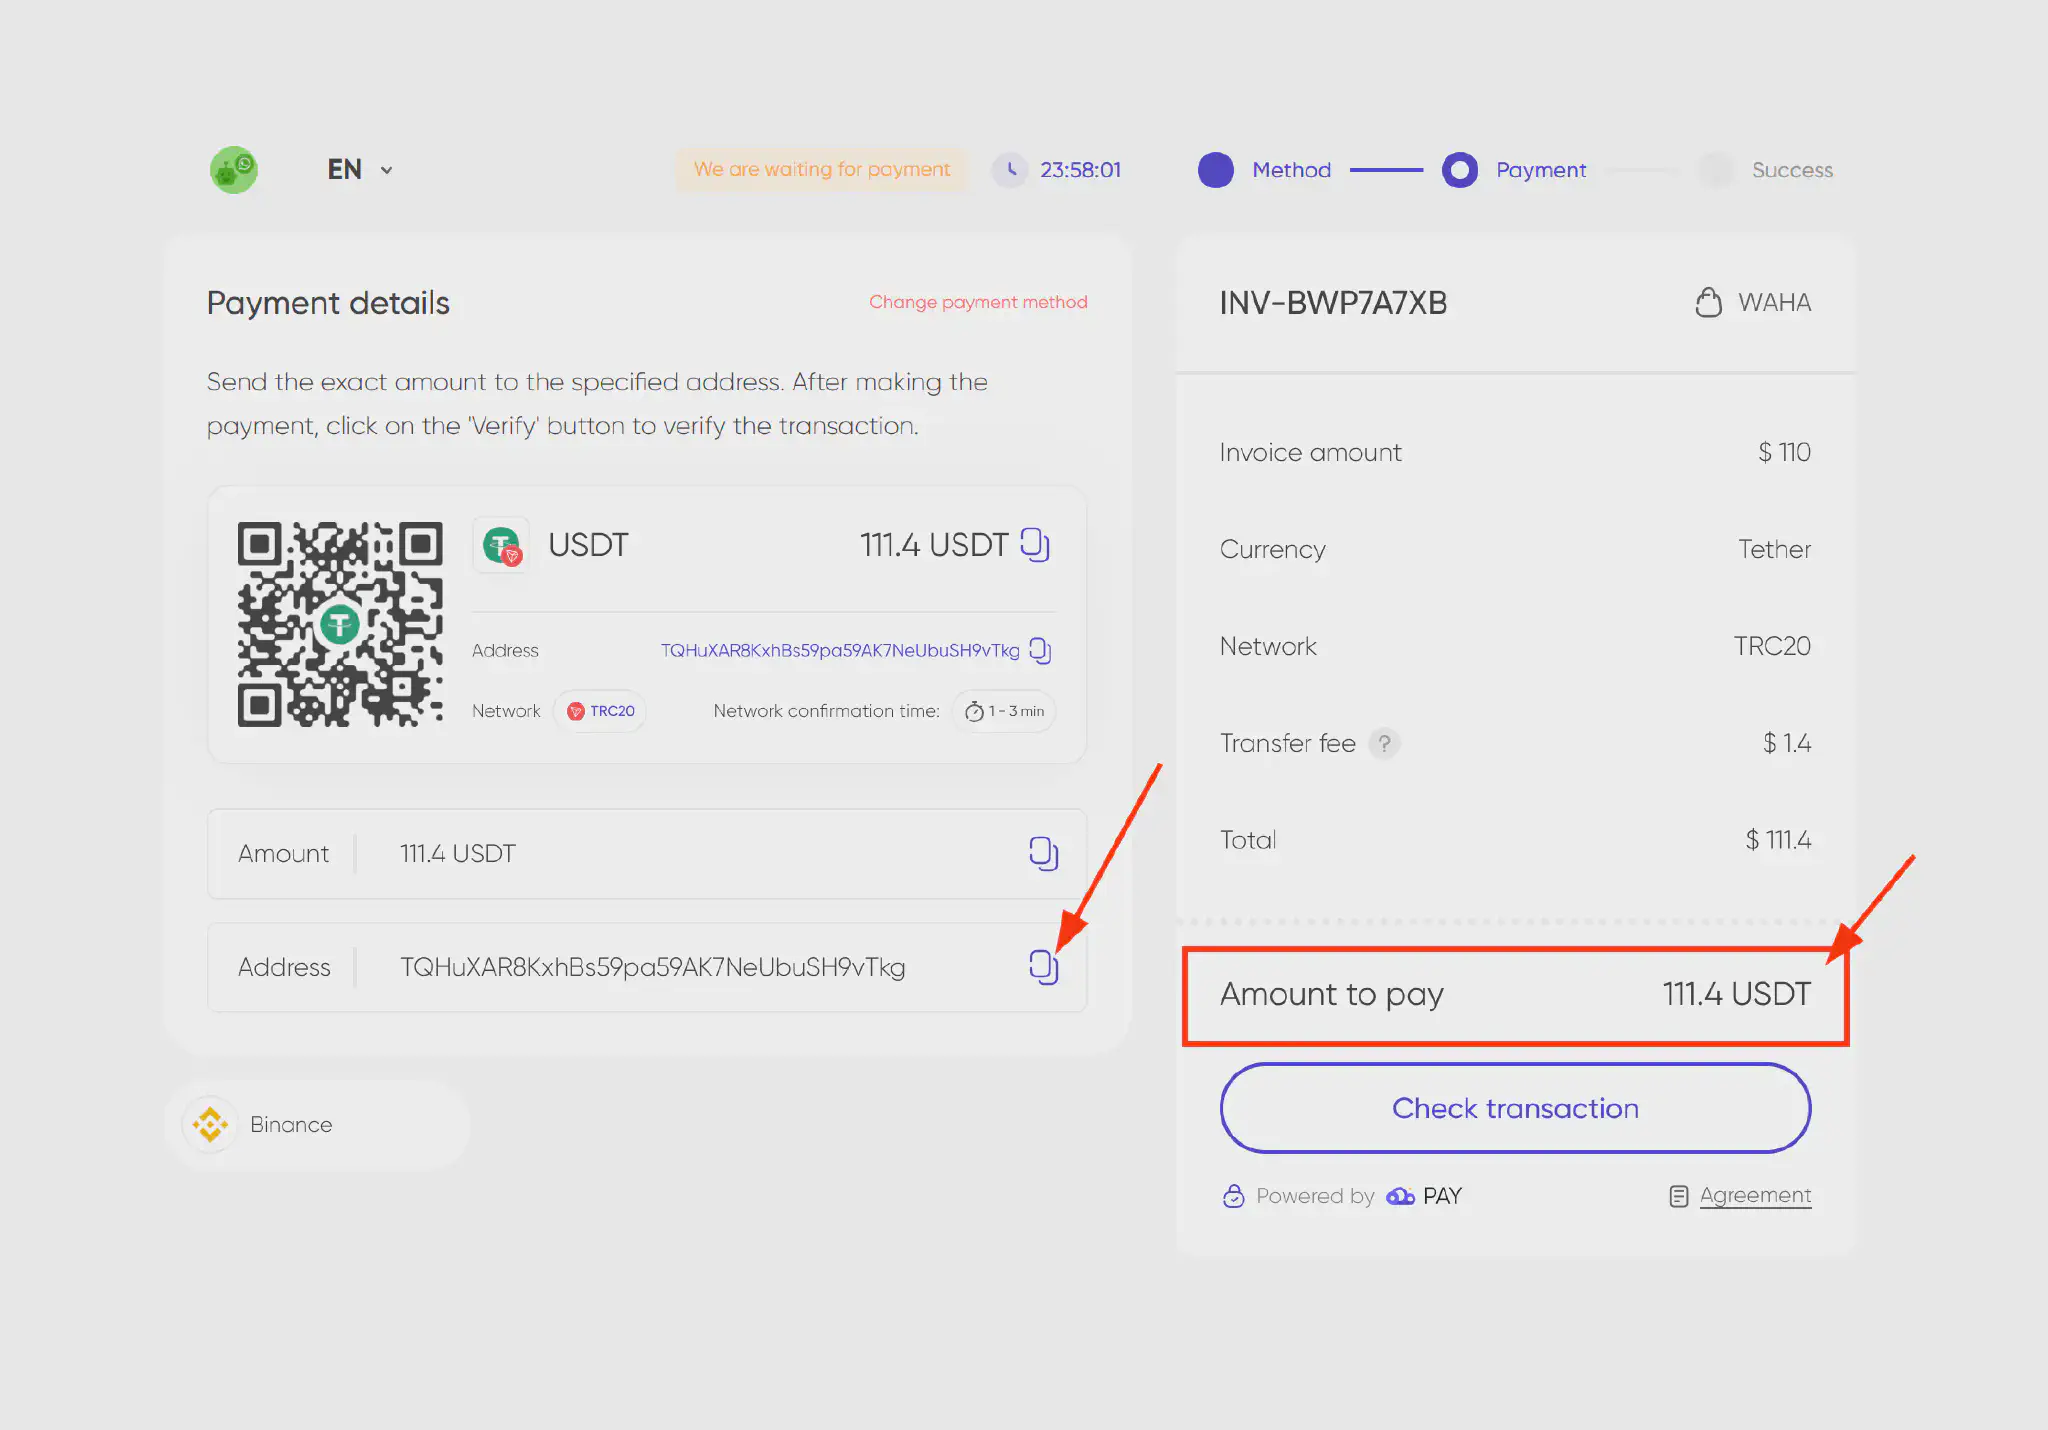 EN
We are waiting for payment
23:58:01
Method
Payment
Success
Payment details
Change payment method
Send the exact amount to the specified address. After making the
payment, click on the 'Verify' button to verify the transaction.
USDT
111.4 USDT
Address
TQHuXAR8KxhBs59pa59AK7NeUbuSH9vTkg
Network
TRC20
Network confirmation time:
1 - 3 min
Amount
111.4 USDT
Address
TQHuXAR8KxhBs59pa59AK7NeUbuSH9vTkg
Binance
INV-BWP7A7XB
WAHA
Invoice amount
$ 110
Currency
Tether
Network
TRC20
Transfer fee ?
$ 1.4
Total
$ 111.4
Amount to pay
111.4 USDT
Check transaction
Powered by PAY
Agreement